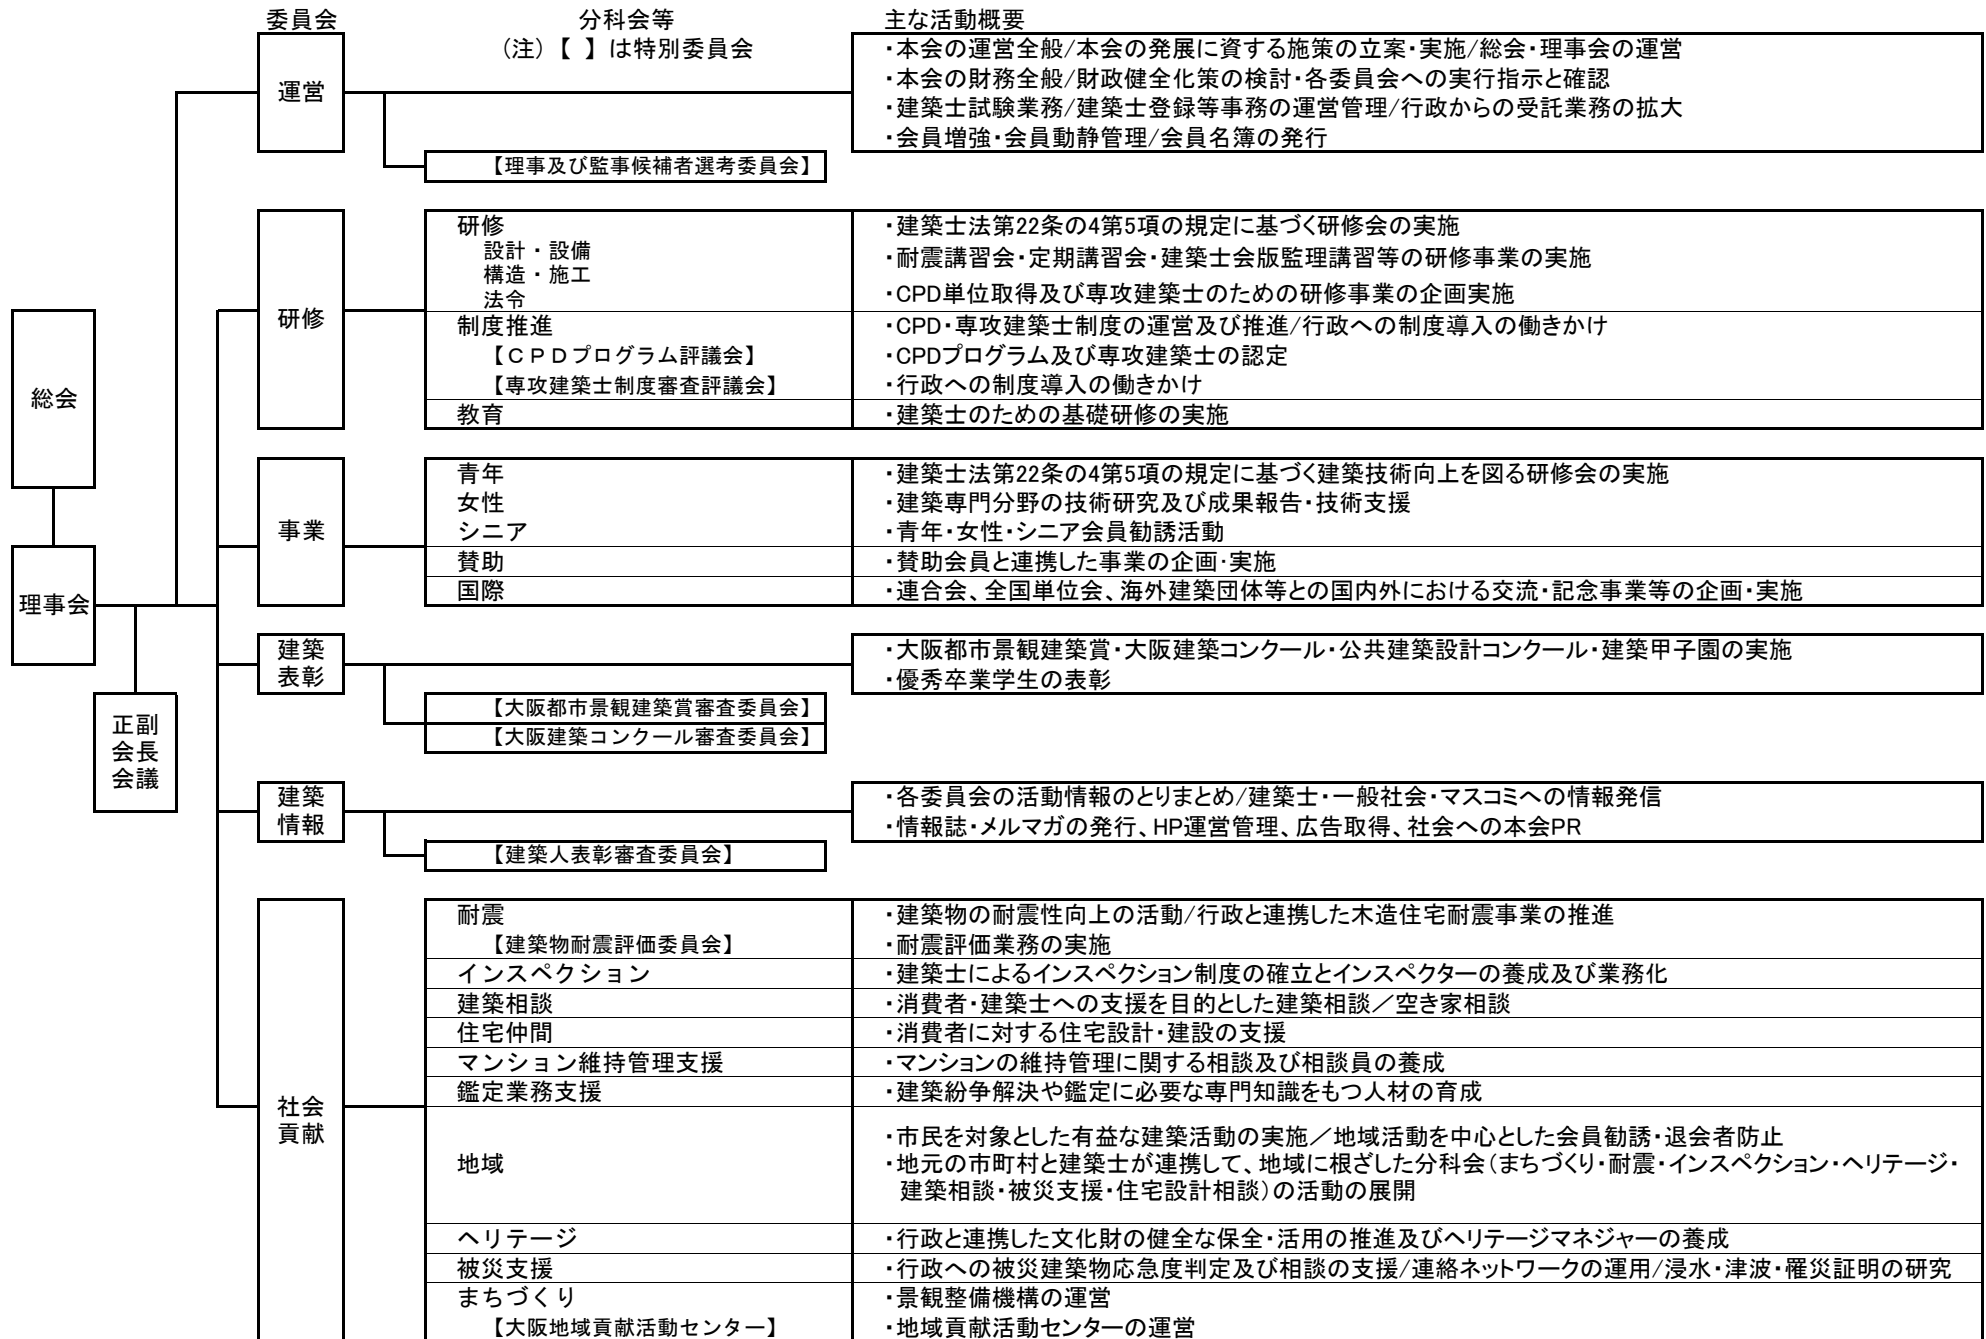 委員会　分科会等　主な活動概要
(注)【 】は特別委員会
総会
理事会
正副
会長
会議
運営
・本会の運営全般/本会の発展に資する施策の立案・実施/総会・理事会の運営
・本会の財務全般/財政健全化策の検討・各委員会への実行指示と確認
・建築士試験業務/建築士登録等事務の運営管理/行政からの受託業務の拡大
・会員増強・会員動静管理/会員名簿の発行
【理事及び監事候補者選考委員会】
研修
研修
設計・設備
構造・施工
法令
・建築士法第22条の4第5項の規定に基づく研修会の実施
・耐震講習会・定期講習会・建築士会版監理講習等の研修事業の実施
・CPD単位取得及び専攻建築士のための研修事業の企画実施
制度推進
【ＣＰＤプログラム評議会】
【専攻建築士制度審査評議会】
・CPD・専攻建築士制度の運営及び推進/行政への制度導入の働きかけ
・CPDプログラム及び専攻建築士の認定
・行政への制度導入の働きかけ
教育
・建築士のための基礎研修の実施
事業
青年
女性
シニア
・建築士法第22条の4第5項の規定に基づく建築技術向上を図る研修会の実施
・建築専門分野の技術研究及び成果報告・技術支援
・青年・女性・シニア会員勧誘活動
賛助
・賛助会員と連携した事業の企画・実施
国際
・連合会、全国単位会、海外建築団体等との国内外における交流・記念事業等の企画・実施
建築
表彰
・大阪都市景観建築賞・大阪建築コンクール・公共建築設計コンクール・建築甲子園の実施
・優秀卒業学生の表彰
【大阪都市景観建築賞審査委員会】
【大阪建築コンクール審査委員会】
建築
情報
・各委員会の活動情報のとりまとめ/建築士・一般社会・マスコミへの情報発信
・情報誌・メルマガの発行、HP運営管理、広告取得、社会への本会PR
【建築人表彰審査委員会】
社会
貢献
耐震
【建築物耐震評価委員会】
・建築物の耐震性向上の活動/行政と連携した木造住宅耐震事業の推進
・耐震評価業務の実施
インスペクション
・建築士によるインスペクション制度の確立とインスペクターの養成及び業務化
建築相談
・消費者・建築士への支援を目的とした建築相談／空き家相談
住宅仲間
・消費者に対する住宅設計・建設の支援
マンション維持管理支援
・マンションの維持管理に関する相談及び相談員の養成
鑑定業務支援
・建築紛争解決や鑑定に必要な専門知識をもつ人材の育成
地域
・市民を対象とした有益な建築活動の実施／地域活動を中心とした会員勧誘・退会者防止
・地元の市町村と建築士が連携して、地域に根ざした分科会(まちづくり・耐震・インスペクション・ヘリテージ・
建築相談・被災支援・住宅設計相談)の活動の展開
ヘリテージ
・行政と連携した文化財の健全な保全・活用の推進及びヘリテージマネジャーの養成
被災支援
・行政への被災建築物応急度判定及び相談の支援/連絡ネットワークの運用/浸水・津波・罹災証明の研究
まちづくり
【大阪地域貢献活動センター】
・景観整備機構の運営
・地域貢献活動センターの運営